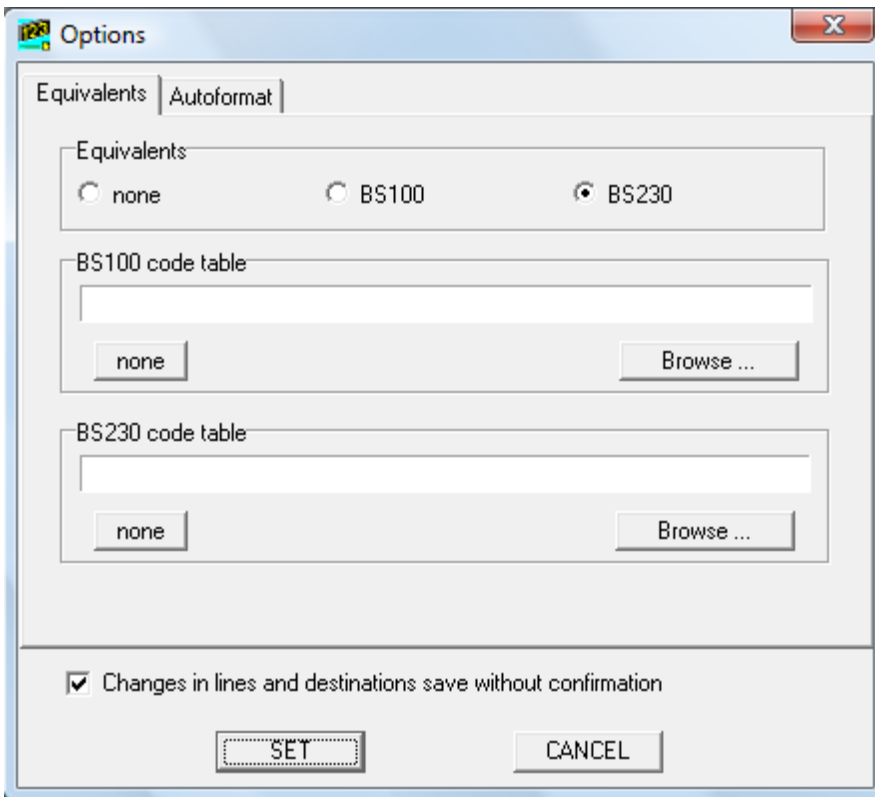 Options
Equivalents Autoformat
Equivalents
none BS100 BS230
BS100 code table
none Browse ...
BS230 code table
none Browse ...
Changes in lines and destinations save without confirmation
SET CANCEL